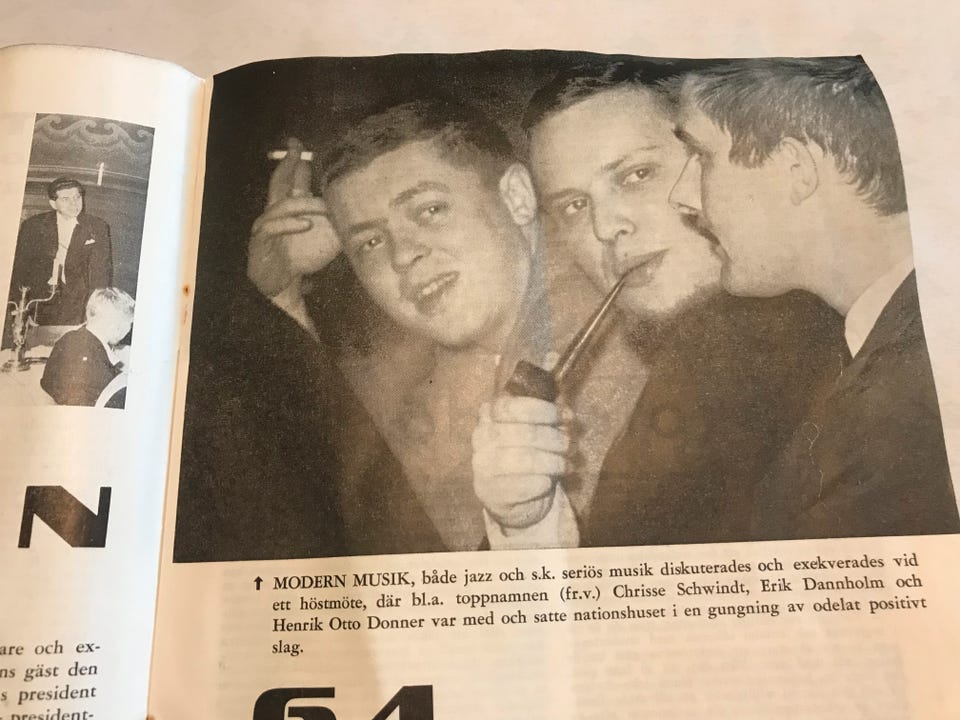 N
are och ex-
ns gäst den
s president
president-
↑ MODERN MUSIK, både jazz och s.k. seriös musik diskuterades och exekverades vid
ett höstmöte, där bl.a. toppnamnen (fr.v.) Chrisse Schwindt, Erik Dannholm och
Henrik Otto Donner var med och satte nationshuset i en gungning av odelat positivt
slag.
64